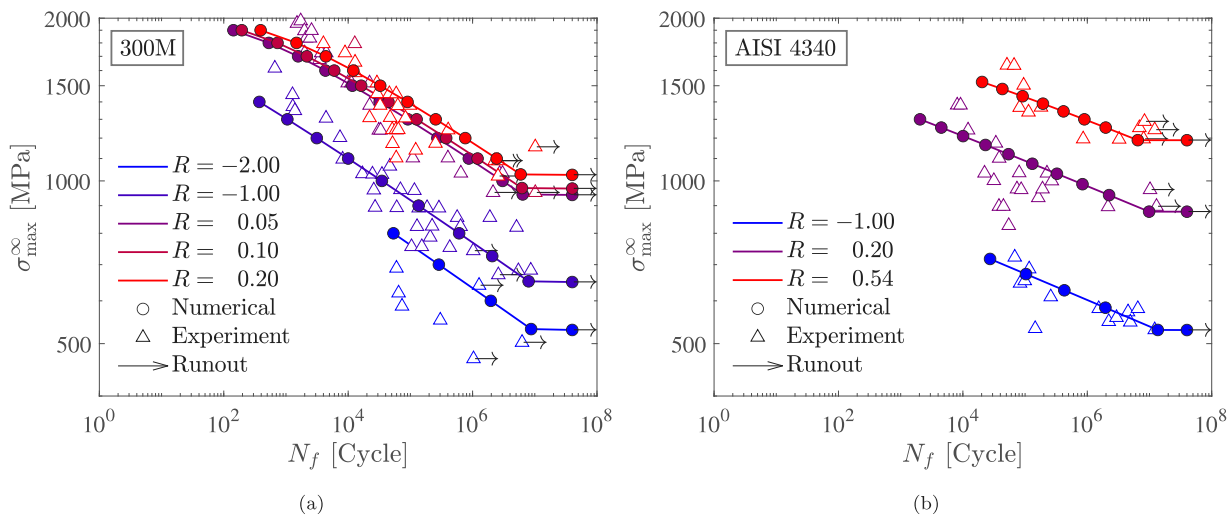 2000
1500
1000
500
σ∞max [MPa]
300M
R = −2.00
R = −1.00
R = 0.05
R = 0.10
R = 0.20
Numerical
Experiment
Runout
10^0 10^2 10^4 10^6 10^8
N_f [Cycle]
(a)
2000
1500
1000
500
σ∞max [MPa]
AISI 4340
R = −1.00
R = 0.20
R = 0.54
Numerical
Experiment
Runout
10^0 10^2 10^4 10^6 10^8
N_f [Cycle]
(b)